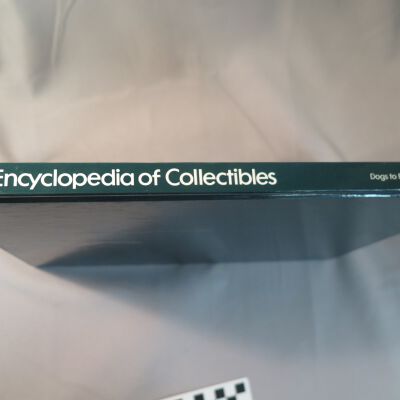 Encyclopedia of Collectibles
Dogs to